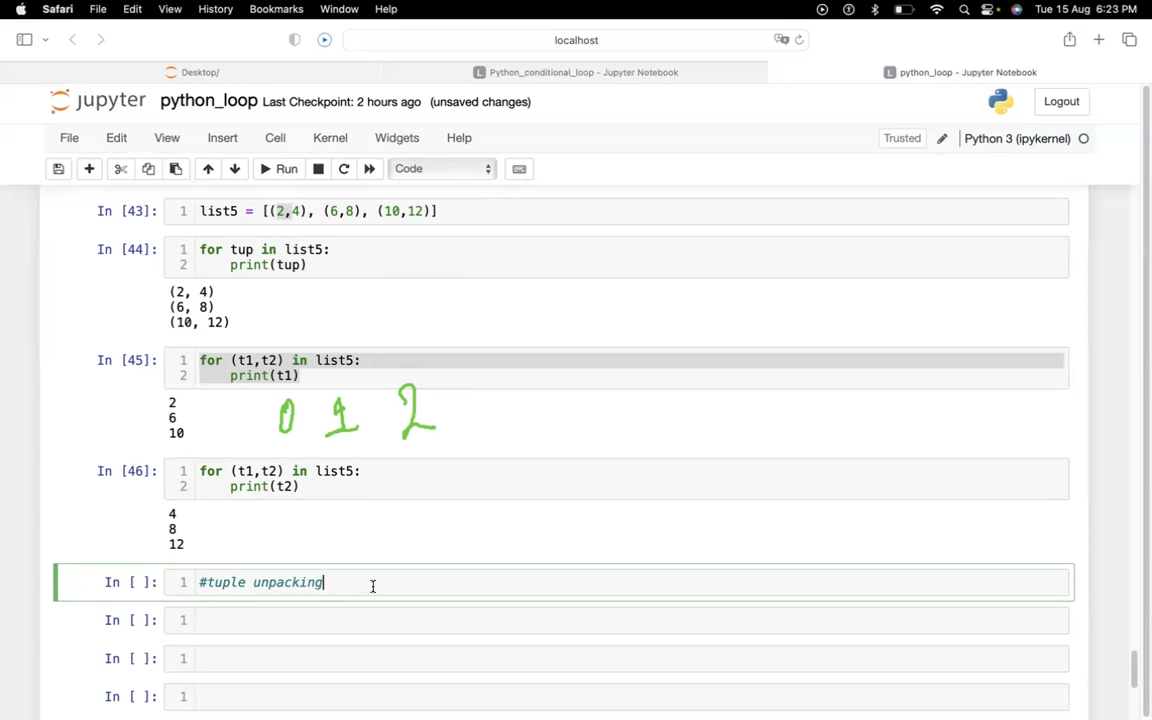 Safari File Edit View History Bookmarks Window Help Tue 15 Aug 6:23 PM
localhost
Desktop/ Python_conditional_loop - Jupyter Notebook python_loop - Jupyter Notebook
jupyter python_loop Last Checkpoint: 2 hours ago (unsaved changes) Logout
File Edit View Insert Cell Kernel Widgets Help Trusted Python 3 (ipykernel)
Run Code
In [43]: 1 list5 = [(2,4), (6,8), (10,12)]
In [44]: 1 for tup in list5:
2 print(tup)
(2, 4)
(6, 8)
(10, 12)
In [45]: 1 for (t1,t2) in list5:
2 print(t1)
2
6
10
0 1 2
In [46]: 1 for (t1,t2) in list5:
2 print(t2)
4
8
12
In [ ]: 1 #tuple unpacking
In [ ]: 1
In [ ]: 1
In [ ]: 1